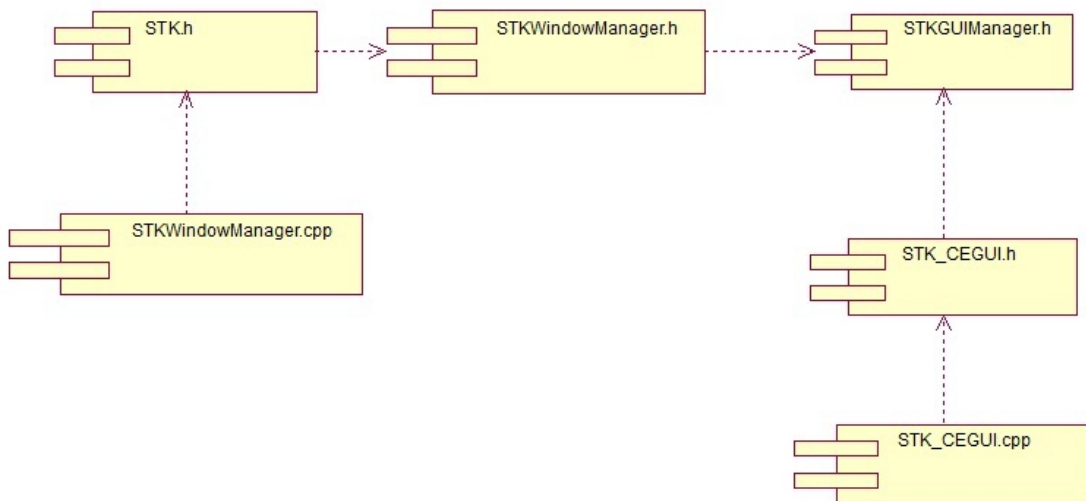 STK.h
STKWindowManager.h
STKGUIManager.h
STKWindowManager.cpp
STK_CEGUI.h
STK_CEGUI.cpp